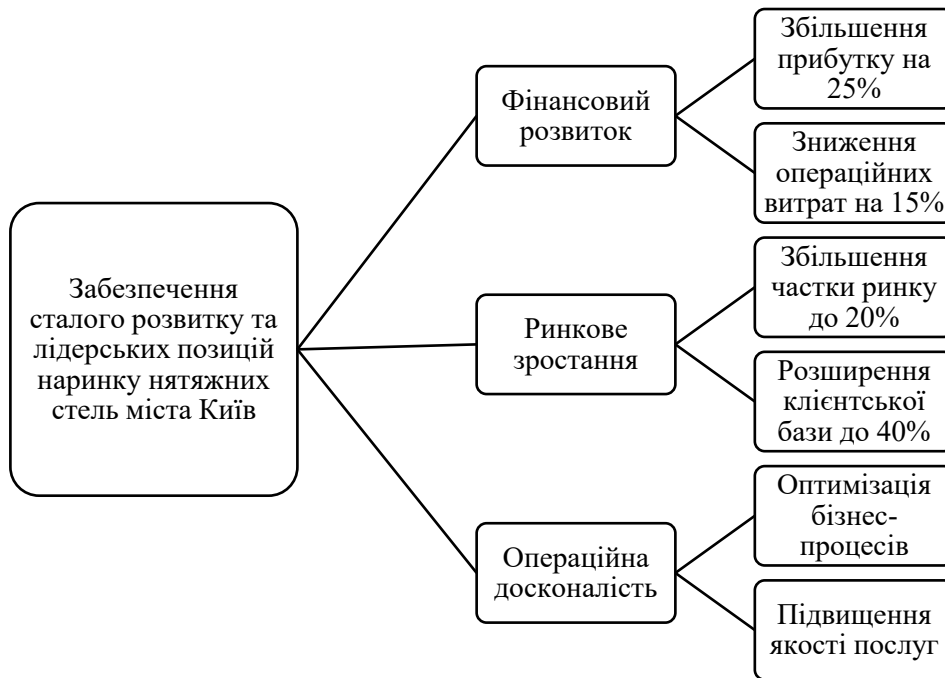 Забезпечення
сталого розвитку та
лідерських позицій
наринку нятяжних
стель міста Київ
Фінансовий
розвиток
Збільшення
прибутку на
25%
Зниження
операційних
витрат на 15%
Ринкове
зростання
Збільшення
частки ринку
до 20%
Розширення
клієнтської
бази до 40%
Операційна
досконалість
Оптимізація
бізнес-
процесів
Підвищення
якості послуг